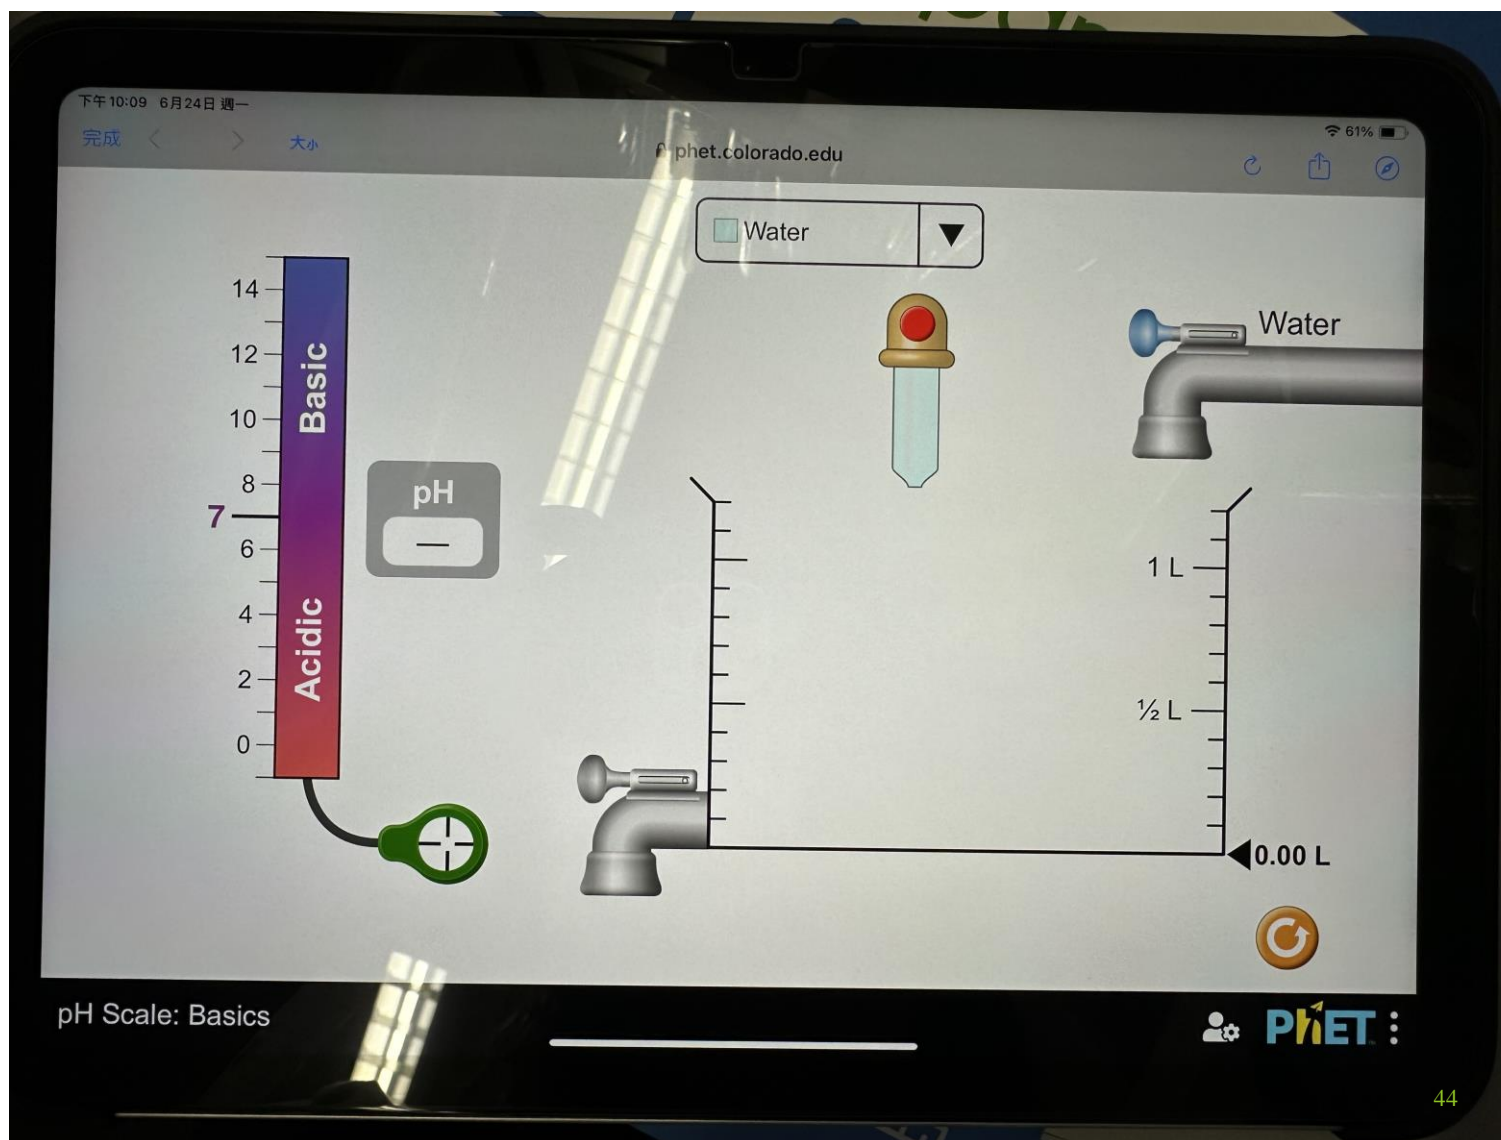 下午10:09 6月24日 週一
61%
完成
大小
phet.colorado.edu
Water
Water
14
12
10
8
7
6
4
2
0
Basic
Acidic
pH
—
1 L
½ L
0.00 L
pH Scale: Basics
PhET
44